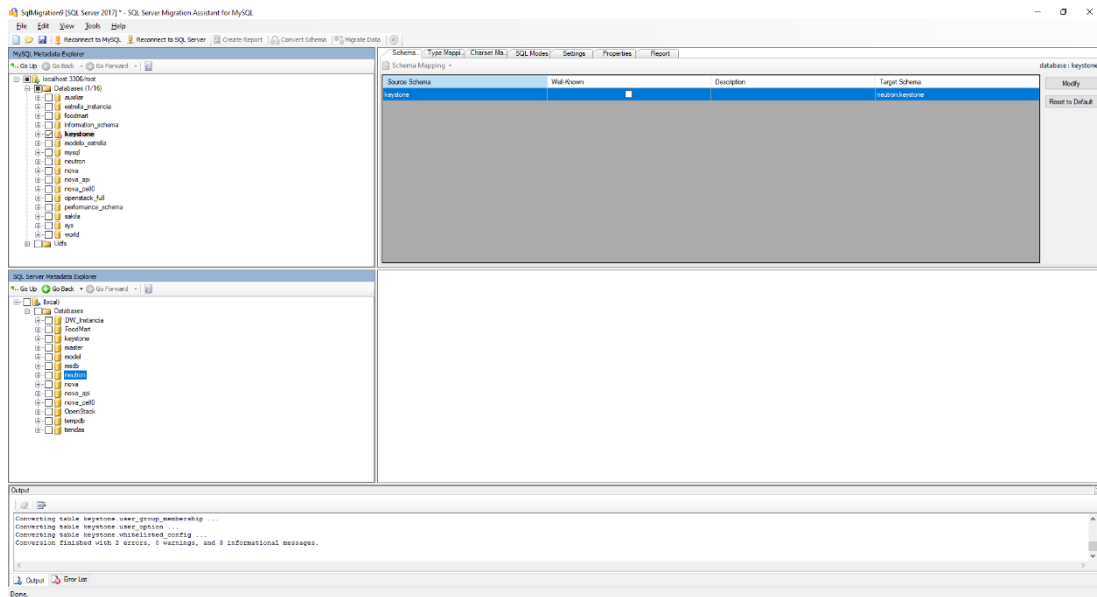 SqlMigration9 [SQL Server 2017] * - SQL Server Migration Assistant for MySQL
File Edit View Tools Help
Reconnect to MySQL Reconnect to SQL Server Create Report Convert Schema Migrate Data
MySQL Metadata Explorer
Go Up Go Back Go Forward
localhost:3306/root
Databases (1/16)
auxiliar
estrella_instancia
foodmart
information_schema
keystone
modelo_estrella
mysql
neutron
nova
nova_api
nova_cell0
openstack_full
performance_schema
sakila
sys
world
Udfs
Schema Type Mappi.. Charset Ma.. SQL Modes Settings Properties Report
Schema Mapping
database: keystone
Source Schema Well-Known Description Target Schema
keystone neutron.keystone
Modify
Reset to Default
SQL Server Metadata Explorer
Go Up Go Back Go Forward
(local)
Databases
DW_Instancia
FoodMart
keystone
master
model
msdb
neutron
nova
nova_api
nova_cell0
OpenStack
tempdb
tiendas
Output
Converting table keystone.user_group_membership ...
Converting table keystone.user_option ...
Converting table keystone.whitelisted_config ...
Conversion finished with 2 errors, 0 warnings, and 8 informational messages.
Output Error List
Done.